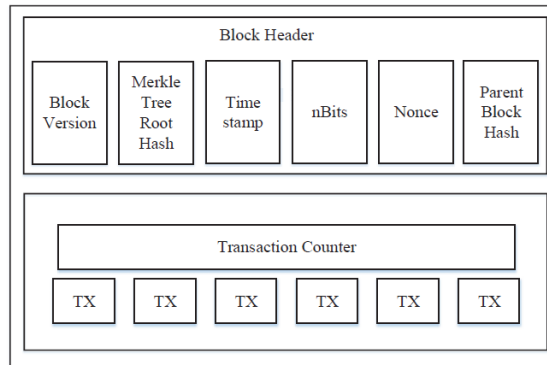 Block Header
Block
Version
Merkle
Tree
Root
Hash
Time
stamp
nBits
Nonce
Parent
Block
Hash
Transaction Counter
TX
TX
TX
TX
TX
TX